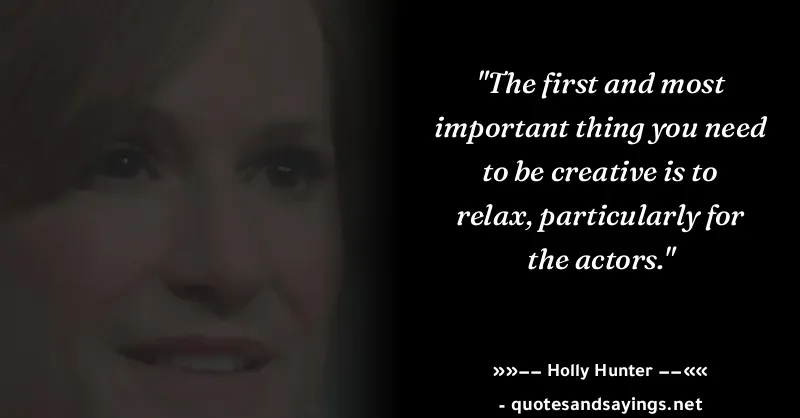 "The first and most
important thing you need
to be creative is to
relax, particularly for
the actors."
»»−− Holly Hunter −−««
- quotesandsayings.net